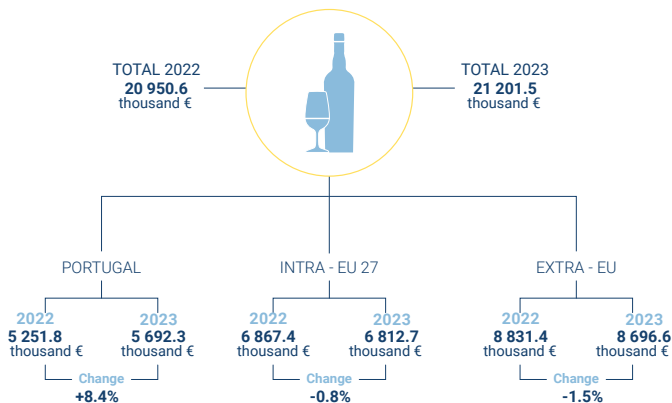 TOTAL 2022
20 950.6
thousand €
TOTAL 2023
21 201.5
thousand €
PORTUGAL
2022
5 251.8
thousand €
2023
5 692.3
thousand €
Change
+8.4%
INTRA - EU 27
2022
6 867.4
thousand €
2023
6 812.7
thousand €
Change
-0.8%
EXTRA - EU
2022
8 831.4
thousand €
2023
8 696.6
thousand €
Change
-1.5%